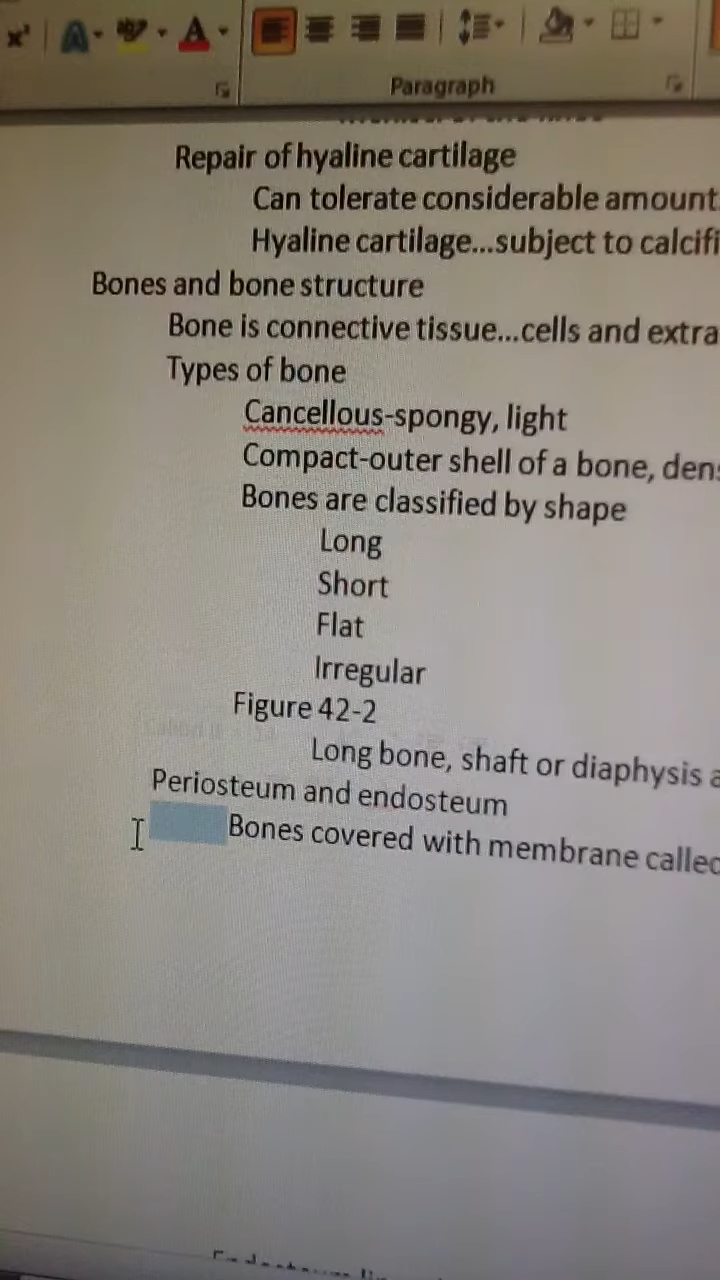 x²
A
A
Paragraph
Repair of hyaline cartilage
Can tolerate considerable amount
Hyaline cartilage...subject to calcifi
Bones and bone structure
Bone is connective tissue...cells and extra
Types of bone
Cancellous-spongy, light
Compact-outer shell of a bone, dens
Bones are classified by shape
Long
Short
Flat
Irregular
Figure 42-2
Long bone, shaft or diaphysis a
Periosteum and endosteum
Bones covered with membrane called